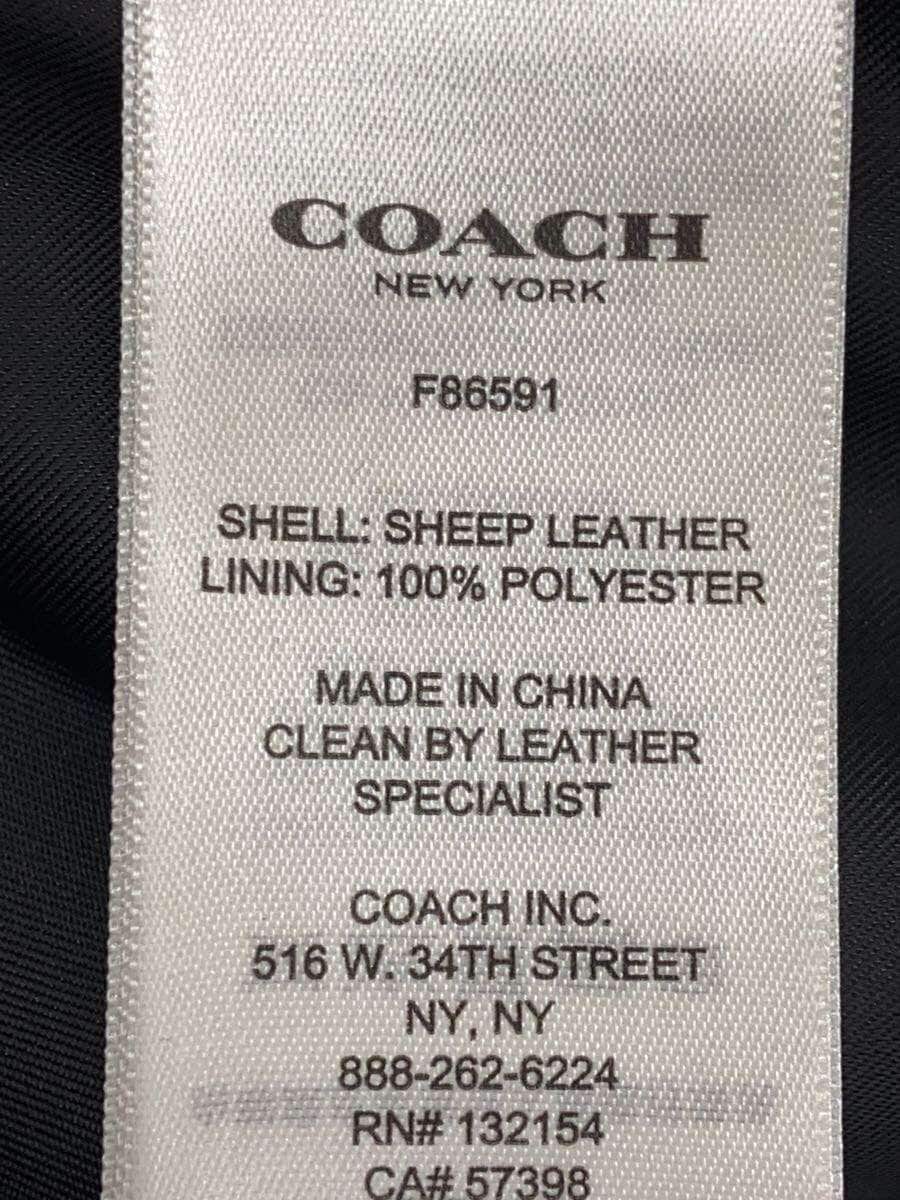 COACH
NEW YORK
F86591
SHELL: SHEEP LEATHER
LINING: 100% POLYESTER
MADE IN CHINA
CLEAN BY LEATHER
SPECIALIST
COACH INC.
516 W. 34TH STREET
NY, NY
888-262-6224
RN# 132154
CA# 57398